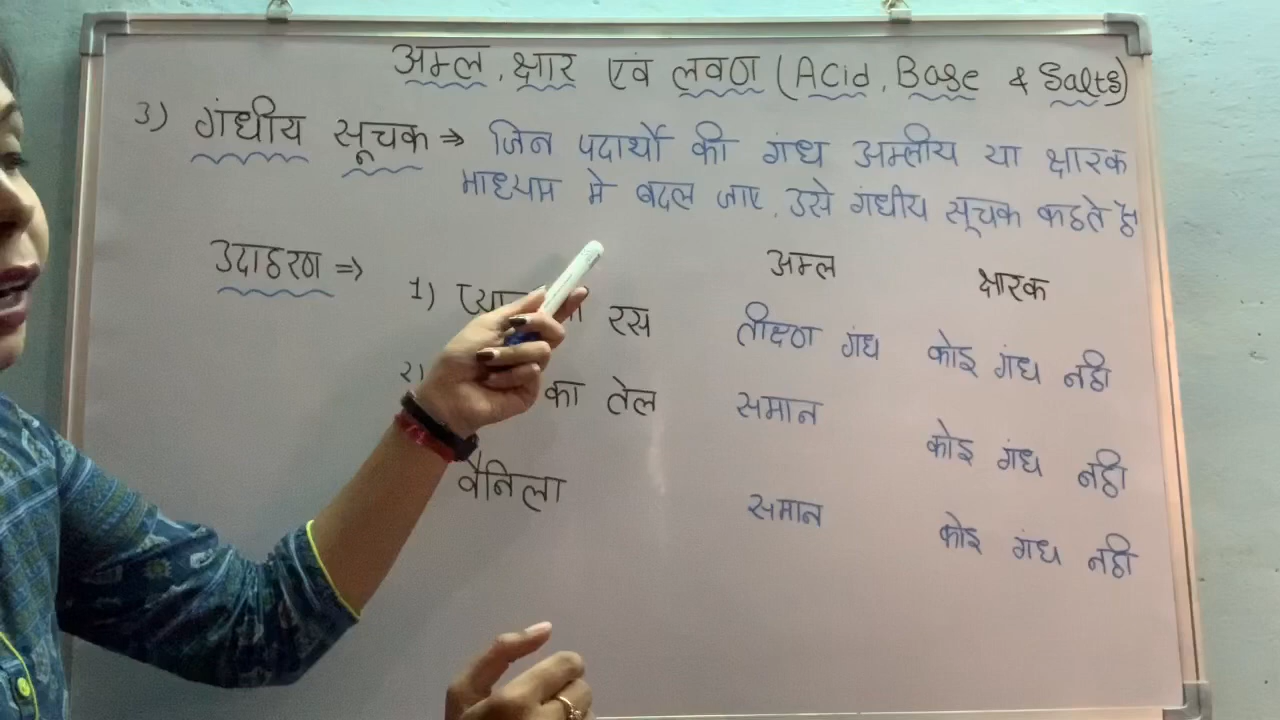 अम्ल, क्षार एवं लवण (Acid, Base & Salts)
3) गंधीय सूचक ⇒ जिन पदार्थो की गंध अम्लीय या क्षारक
माध्यम मे बदल जाए, उसे गंधीय सूचक कहते है
उदाहरण ⇒ अम्ल क्षारक
1) रस तीक्ष्ण गंध कोइ गंध नही
2) का तेल समान कोइ गंध नही
वैनिला समान कोइ गंध नही